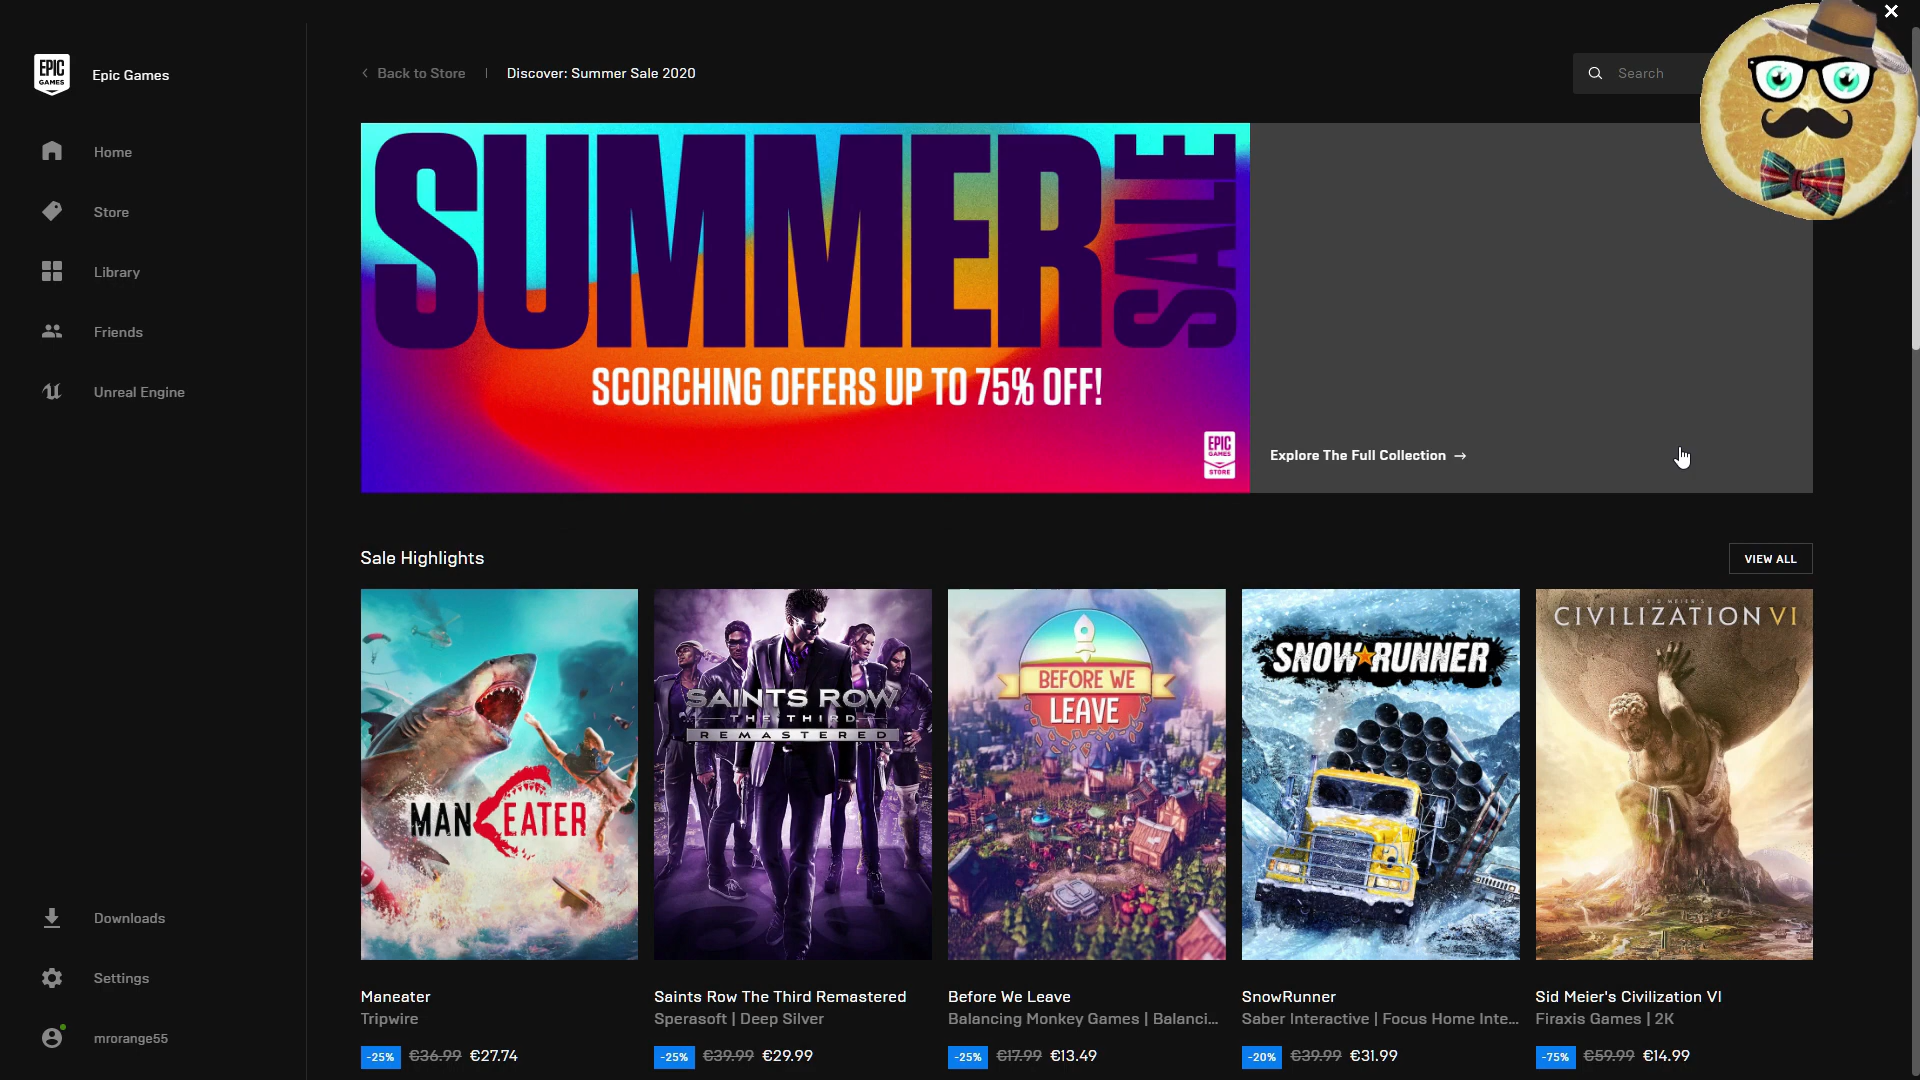 EPIC
GAMES
Epic Games
Home
Store
Library
Friends
Unreal Engine
Downloads
Settings
mrorange55
Back to Store | Discover: Summer Sale 2020
Search
SUMMER SALE
SCORCHING OFFERS UP TO 75% OFF!
EPIC
GAMES
STORE
Explore The Full Collection →
Sale Highlights
VIEW ALL
MANEATER
SAINTS ROW
THE THIRD
REMASTERED
BEFORE WE
LEAVE
SNOWRUNNER
SID MEIER'S
CIVILIZATION VI
Maneater
Tripwire
-25% €36.99 €27.74
Saints Row The Third Remastered
Sperasoft | Deep Silver
-25% €39.99 €29.99
Before We Leave
Balancing Monkey Games | Balanci...
-25% €17.99 €13.49
SnowRunner
Saber Interactive | Focus Home Inte...
-20% €39.99 €31.99
Sid Meier's Civilization VI
Firaxis Games | 2K
-75% €59.99 €14.99